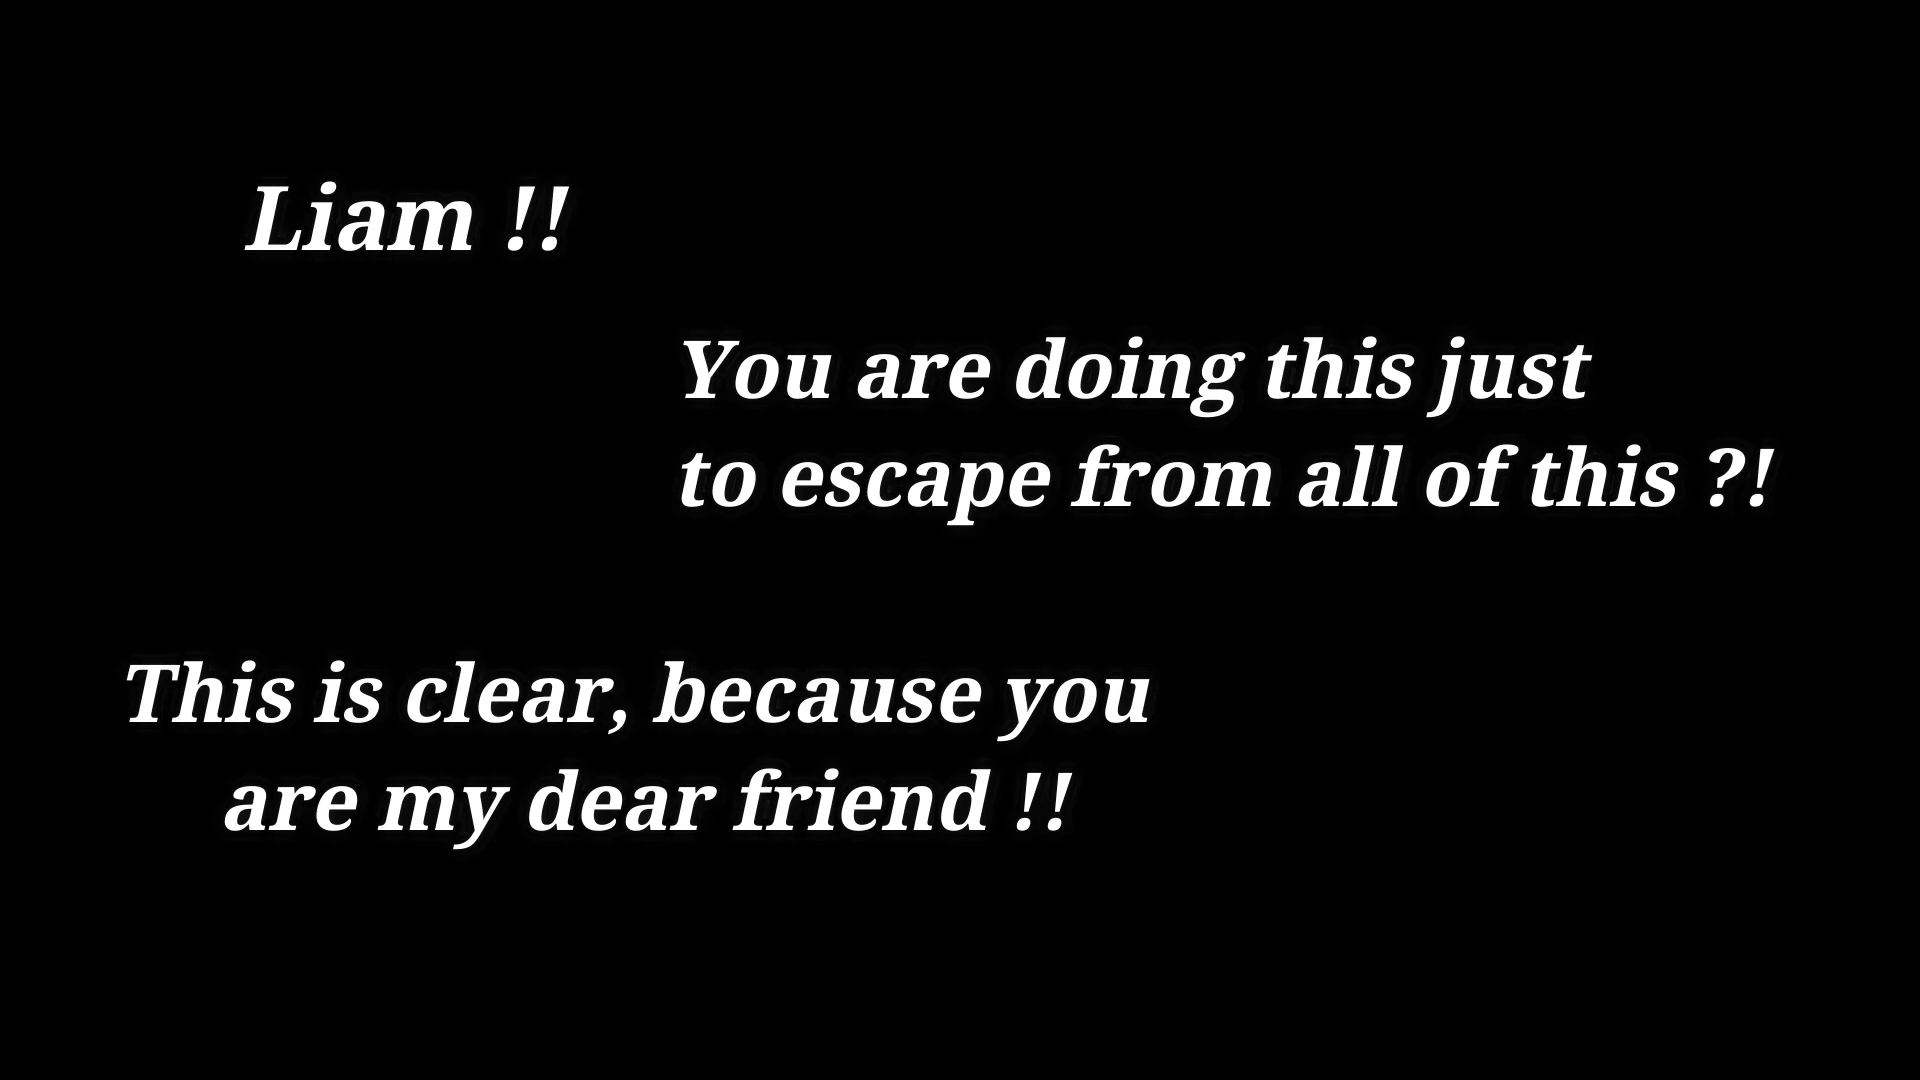 Liam !!
You are doing this just
to escape from all of this ?!
This is clear, because you
are my dear friend !!